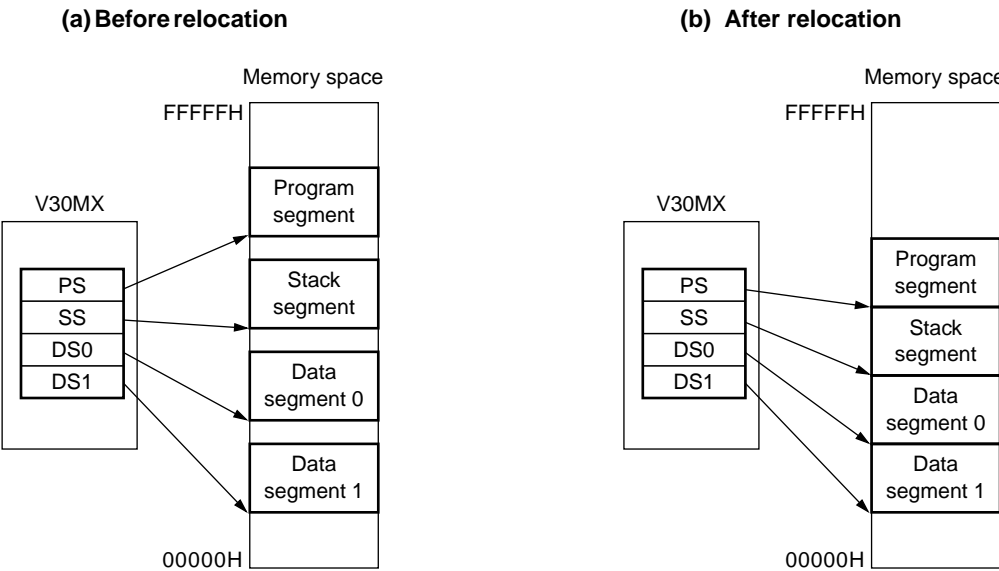 (a) Before relocation
Memory space
FFFFFH
V30MX
PS
SS
DS0
DS1
Program
segment
Stack
segment
Data
segment 0
Data
segment 1
00000H
(b) After relocation
Memory space
FFFFFH
V30MX
PS
SS
DS0
DS1
Program
segment
Stack
segment
Data
segment 0
Data
segment 1
00000H